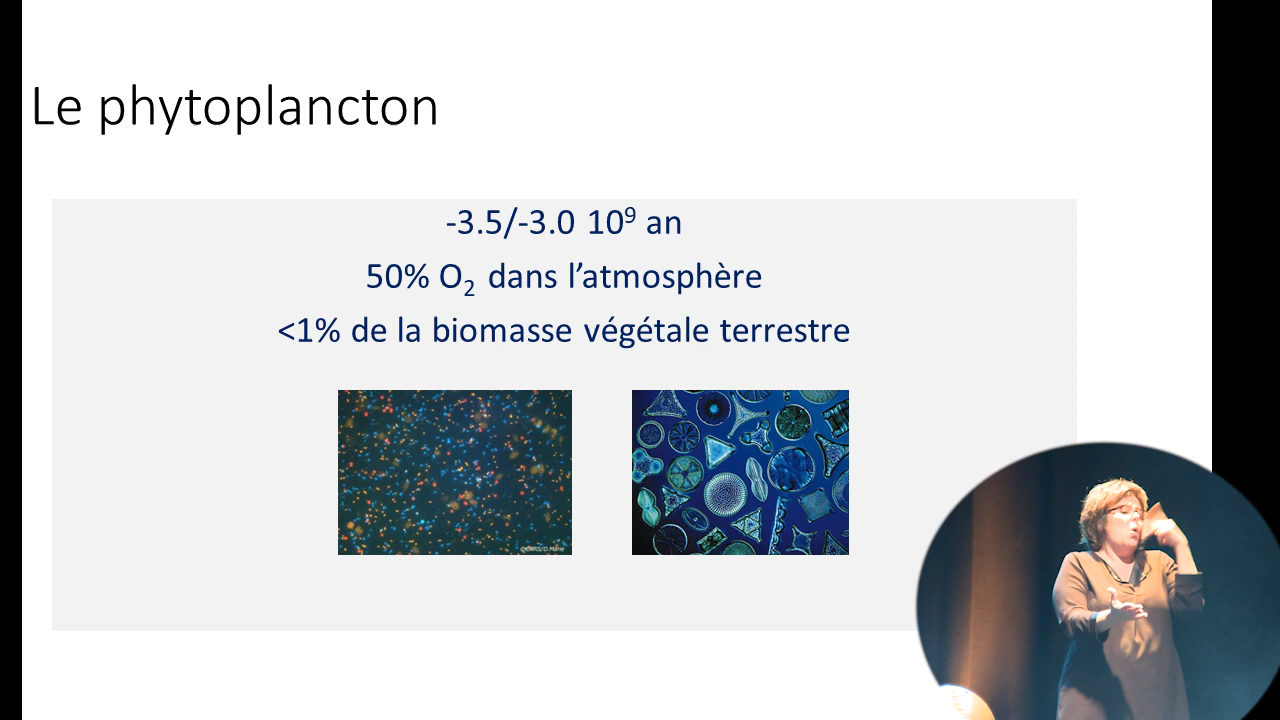 Le phytoplancton
-3.5/-3.0 10⁹ an
50% O₂ dans l’atmosphère
<1% de la biomasse végétale terrestre